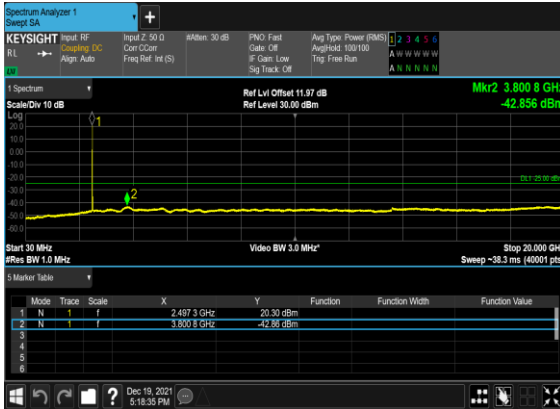 Spectrum Analyzer 1
Swept SA
+
KEYSIGHT Input: RF Input Z: 50 Ω #Atten: 30 dB PNO: Fast Avg Type: Power (RMS) 1 2 3 4 5 6
RL Coupling: DC Corr CCorr Gate: Off Avg|Hold: 100/100 A W W W W W
Align: Auto Freq Ref: Int (S) IF Gain: Low Trig: Free Run
Sig Track: Off A N N N N N
1 Spectrum Ref Lvl Offset 11.97 dB Mkr2 3.800 8 GHz
Scale/Div 10 dB Ref Level 30.00 dBm -42.856 dBm
Log
1
20.0
10.0
0.00
-10.0
-20.0
DL1 25.00 dBm
-30.0
2
-40.0
-50.0
-60.0
Start 30 MHz Video BW 3.0 MHz* Stop 20.000 GH
#Res BW 1.0 MHz Sweep ~38.3 ms (40001 pts
5 Marker Table
Mode Trace Scale X Y Function Function Width Function Value
1 N 1 f 2.497 3 GHz 20.30 dBm
2 N 1 f 3.800 8 GHz -42.86 dBm
3
4
5
6
? Dec 19, 2021
5:18:35 PM